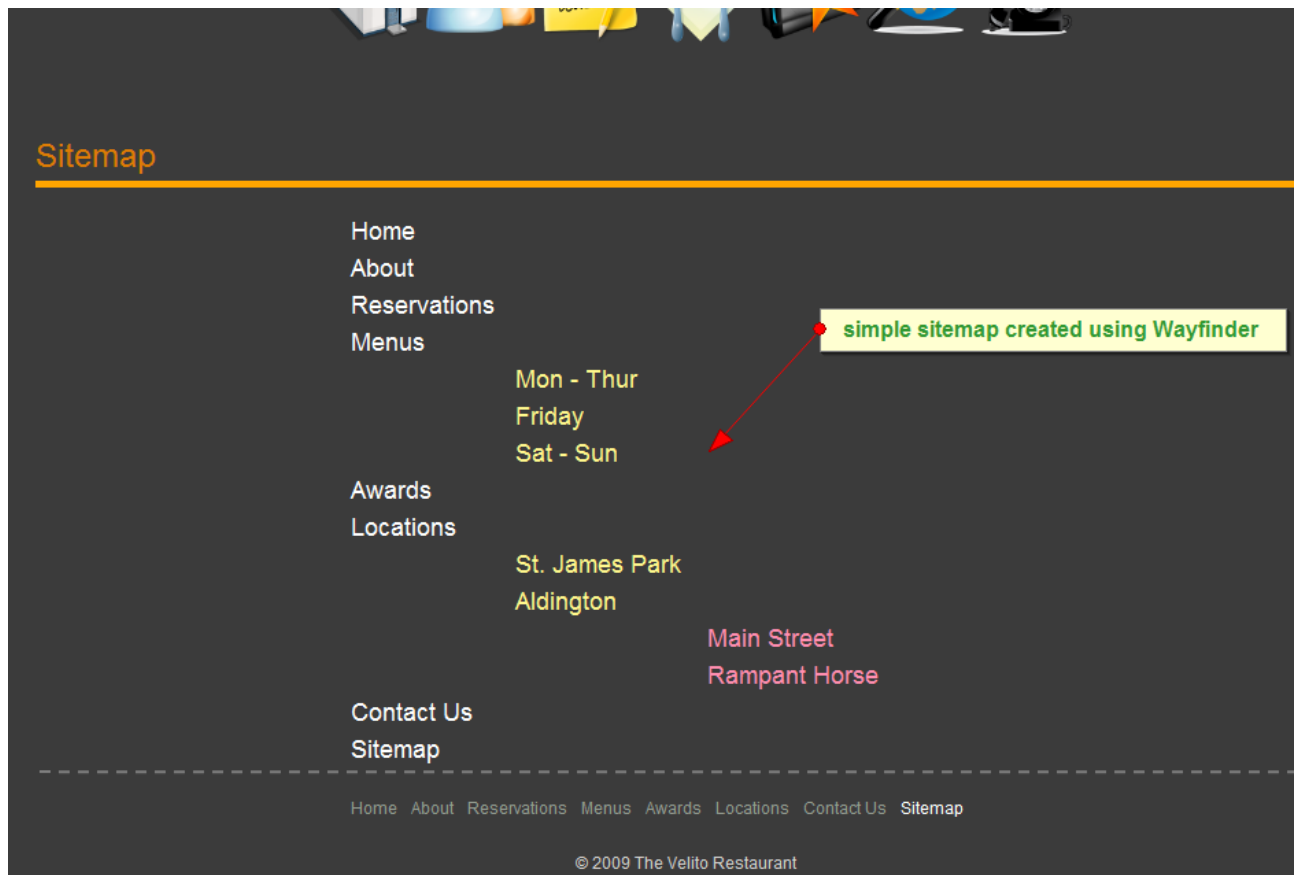 Sitemap
Home
About
Reservations
Menus
simple sitemap created using Wayfinder
Mon - Thur
Friday
Sat - Sun
Awards
Locations
St. James Park
Aldington
Main Street
Rampant Horse
Contact Us
Sitemap
Home About Reservations Menus Awards Locations Contact Us Sitemap
© 2009 The Velito Restaurant